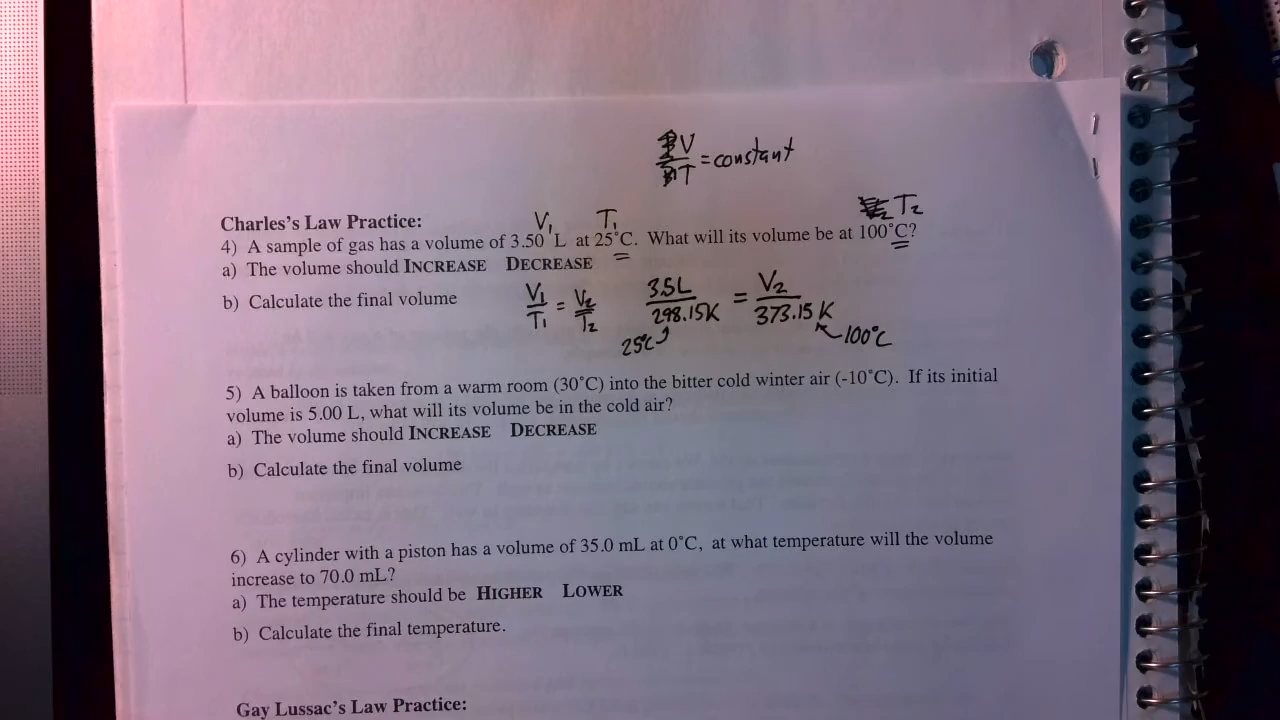 V/T = constant
Charles's Law Practice:
V₁ T₁ T₂
4) A sample of gas has a volume of 3.50 L at 25°C. What will its volume be at 100°C?
a) The volume should INCREASE DECREASE
b) Calculate the final volume
V₁/T₁ = V₂/T₂ 3.5L/298.15K = V₂/373.15K
25°C 100°C
5) A balloon is taken from a warm room (30°C) into the bitter cold winter air (-10°C). If its initial
volume is 5.00 L, what will its volume be in the cold air?
a) The volume should INCREASE DECREASE
b) Calculate the final volume
6) A cylinder with a piston has a volume of 35.0 mL at 0°C, at what temperature will the volume
increase to 70.0 mL?
a) The temperature should be HIGHER LOWER
b) Calculate the final temperature.
Gay Lussac's Law Practice: